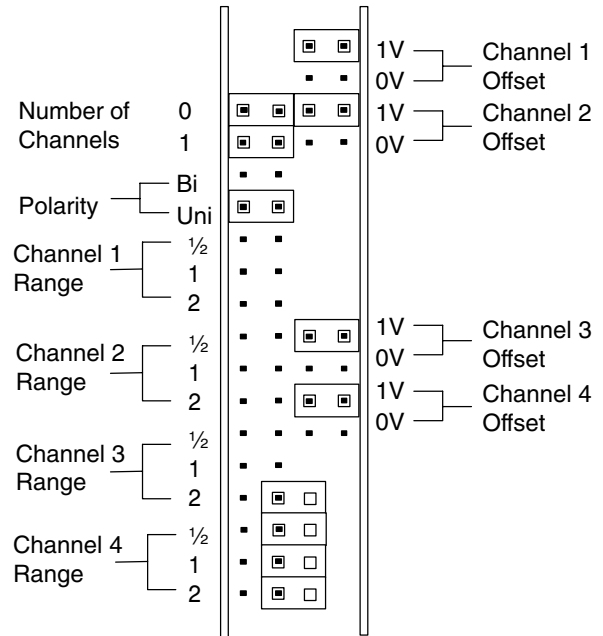 1V
Channel 1
0V
Offset
Number of
0
1V
Channel 2
Channels
1
0V
Offset
Bi
Polarity
Uni
Channel 1
½
Range
1
2
1V
Channel 3
0V
Offset
Channel 2
½
Range
1
2
1V
Channel 4
0V
Offset
Channel 3
½
Range
1
2
Channel 4
½
Range
1
2